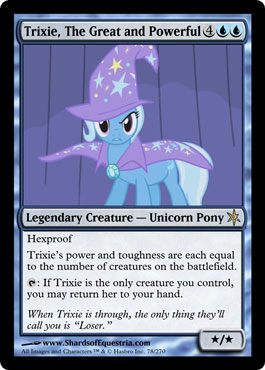 Trixie, The Great and Powerful 4
Legendary Creature — Unicorn Pony
Hexproof
Trixie's power and toughness are each equal
to the number of creatures on the battlefield.
: If Trixie is the only creature you control,
you may return her to your hand.
When Trixie is through, the only thing they'll
call you is “Loser.”
www.ShardsofEquestria.com
All Images and Characters ™ & © Hasbro Inc. 78/270
★/★